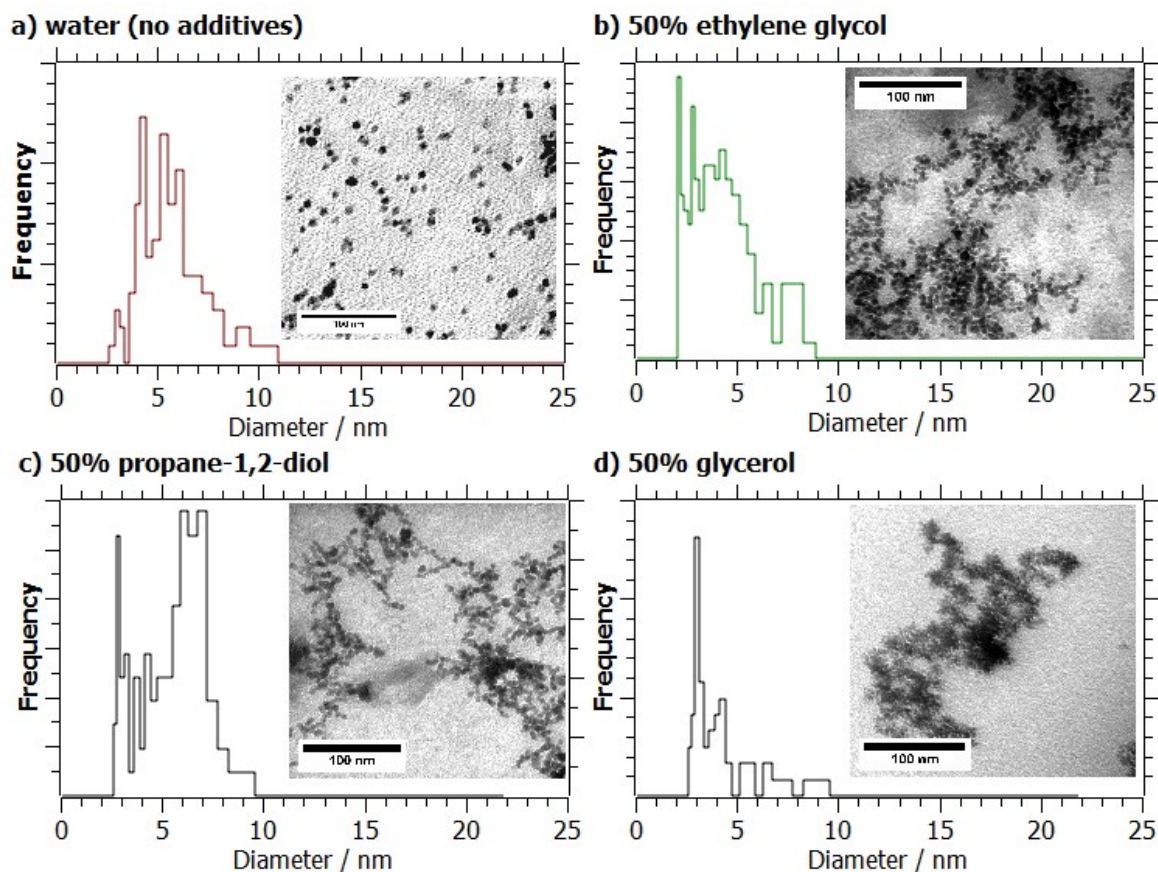 a) water (no additives)
Frequency
100 nm
0 5 10 15 20 25
Diameter / nm
b) 50% ethylene glycol
Frequency
100 nm
0 5 10 15 20 25
Diameter / nm
c) 50% propane-1,2-diol
Frequency
100 nm
0 5 10 15 20 25
Diameter / nm
d) 50% glycerol
Frequency
100 nm
0 5 10 15 20 25
Diameter / nm